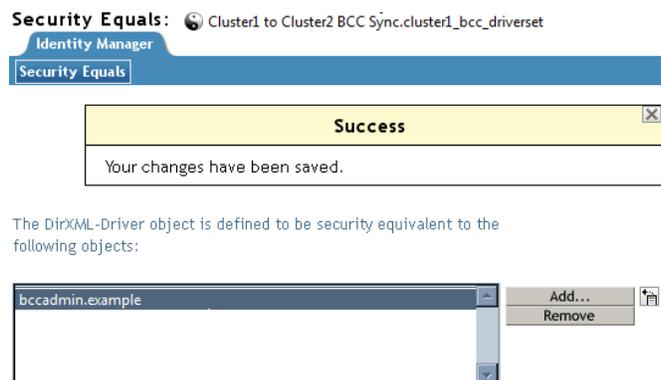 Security Equals: Cluster1 to Cluster2 BCC Sync.cluster1_bcc_driverset
Identity Manager
Security Equals
Success
Your changes have been saved.
The DirXML-Driver object is defined to be security equivalent to the
following objects:
bccadmin.example
Add...
Remove